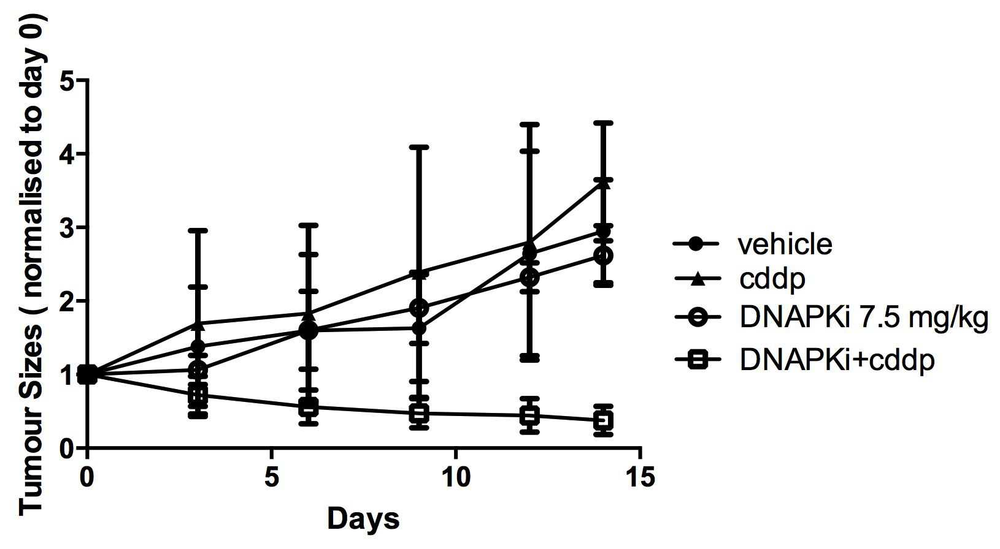 Tumour Sizes ( normalised to day 0)
5
4
3
2
1
0
0 5 10 15
Days
vehicle
cddp
DNAPKi 7.5 mg/kg
DNAPKi+cddp